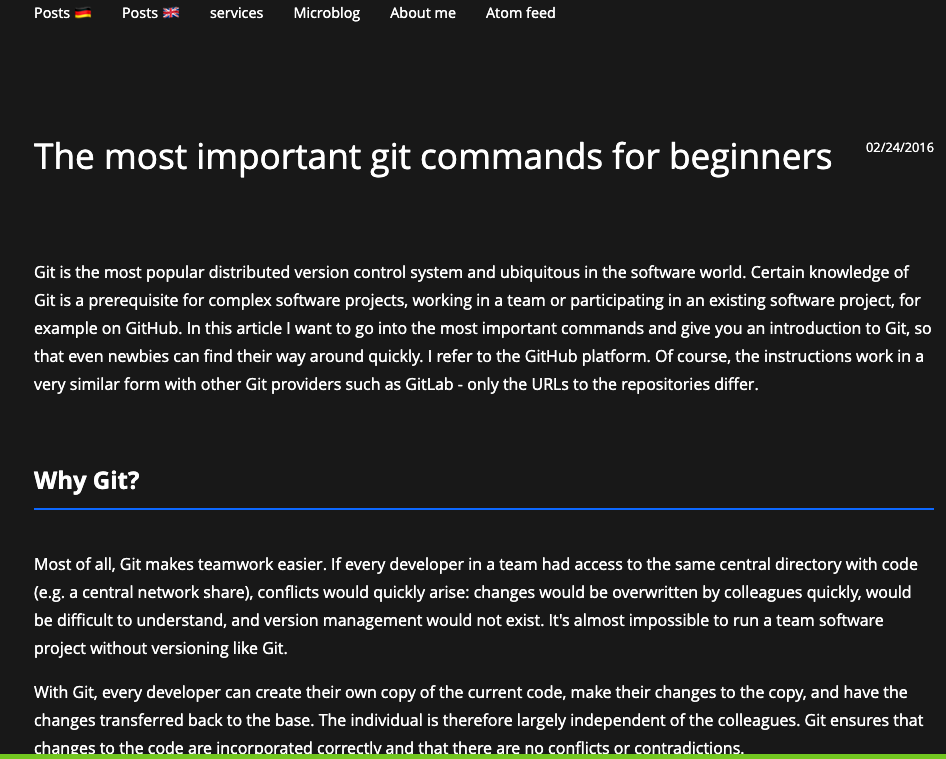 Posts 🇩🇪 Posts 🇬🇧 services Microblog About me Atom feed
The most important git commands for beginners 02/24/2016
Git is the most popular distributed version control system and ubiquitous in the software world. Certain knowledge of
Git is a prerequisite for complex software projects, working in a team or participating in an existing software project, for
example on GitHub. In this article I want to go into the most important commands and give you an introduction to Git, so
that even newbies can find their way around quickly. I refer to the GitHub platform. Of course, the instructions work in a
very similar form with other Git providers such as GitLab - only the URLs to the repositories differ.
Why Git?
Most of all, Git makes teamwork easier. If every developer in a team had access to the same central directory with code
(e.g. a central network share), conflicts would quickly arise: changes would be overwritten by colleagues quickly, would
be difficult to understand, and version management would not exist. It's almost impossible to run a team software
project without versioning like Git.
With Git, every developer can create their own copy of the current code, make their changes to the copy, and have the
changes transferred back to the base. The individual is therefore largely independent of the colleagues. Git ensures that
changes to the code are incorporated correctly and that there are no conflicts or contradictions.